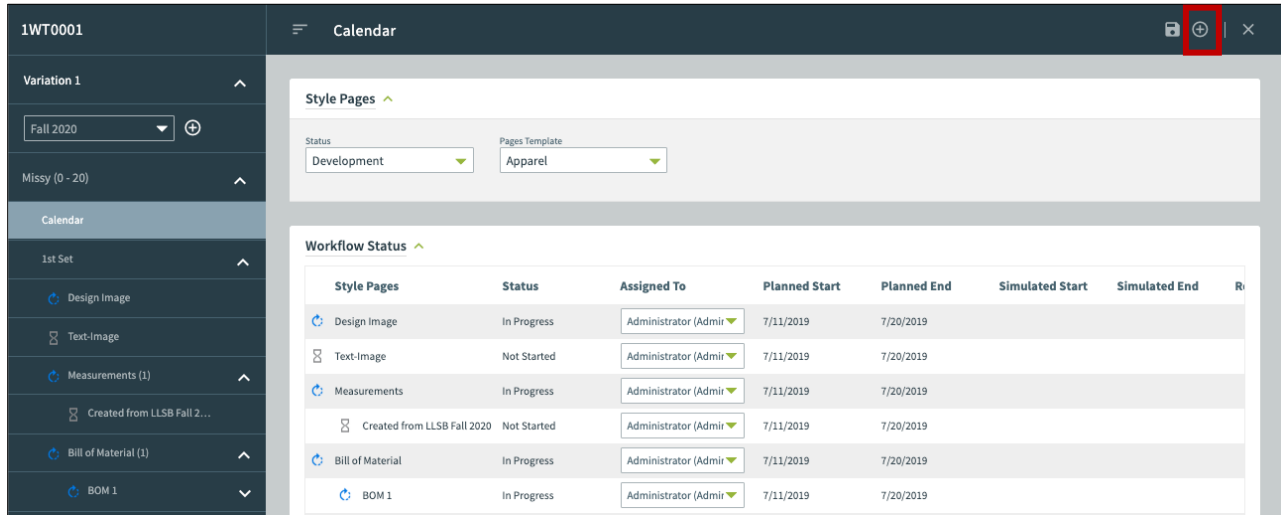 1WT0001
Calendar
Variation 1
Fall 2020
Missy (0 - 20)
Calendar
1st Set
Design Image
Text-Image
Measurements (1)
Created from LLSB Fall 2...
Bill of Material (1)
BOM 1
Style Pages
Status
Pages Template
Development
Apparel
Workflow Status
Style Pages Status Assigned To Planned Start Planned End Simulated Start Simulated End
Design Image In Progress Administrator (Admir 7/11/2019 7/20/2019
Text-Image Not Started Administrator (Admir 7/11/2019 7/20/2019
Measurements In Progress Administrator (Admir 7/11/2019 7/20/2019
Created from LLSB Fall 2020 Not Started Administrator (Admir 7/11/2019 7/20/2019
Bill of Material In Progress Administrator (Admir 7/11/2019 7/20/2019
BOM 1 In Progress Administrator (Admir 7/11/2019 7/20/2019